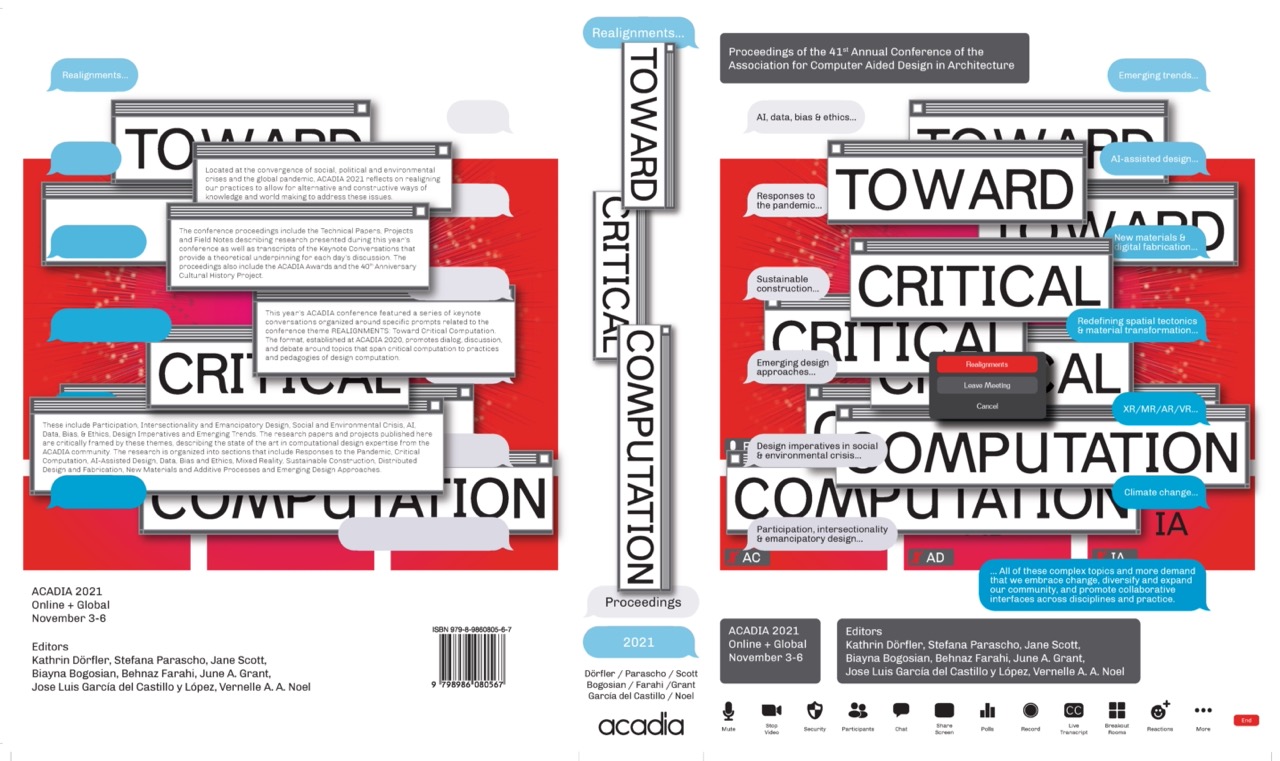 Realignments...
TOWARD
Located at the convergence of social, political and environmental
crises and the global pandemic, ACADIA 2021 reflects on realigning
our practices to allow for alternative and constructive ways of
knowledge and world making to address these issues.
The conference proceedings include the Technical Papers, Projects
and Field Notes describing research presented during this year's
conference as well as transcripts of the Keynote Conversations that
provide a theoretical underpinning for each day's discussion. The
proceedings also include the ACADIA Awards and the 40th Anniversary
Cultural History Project.
This year's ACADIA conference featured a series of keynote
conversations organized around specific prompts related to the
conference theme REALIGNMENTS: Toward Critical Computation.
The format, established at ACADIA 2020, promotes dialog, discussion,
and debate around topics that span critical computation to practices
and pedagogies of design computation.
CRITICAL
These include Participation, Intersectionality and Emancipatory Design, Social and Environmental Crisis, AI,
Data, Bias, & Ethics, Design Imperatives and Emerging Trends. The research papers and projects published here
are critically framed by these themes, describing the state of the art in computational design expertise from the
ACADIA community. The research is organized into sections that include Responses to the Pandemic, Critical
Computation, AI-Assisted Design, Data, Bias and Ethics, Mixed Reality, Sustainable Construction, Distributed
Design and Fabrication, New Materials and Additive Processes and Emerging Design Approaches.
COMPUTATION
ACADIA 2021
Online + Global
November 3-6
Editors
Kathrin Dörfler, Stefana Parascho, Jane Scott,
Biayna Bogosian, Behnaz Farahi, June A. Grant,
Jose Luis García del Castillo y López, Vernelle A. A. Noel
ISBN 979-8-9860805-6-7
9 798986 080567
Realignments...
TOWARD
CRITICAL
COMPUTATION
Proceedings
2021
Dörfler / Parascho / Scott
Bogosian / Farahi /Grant
García del Castillo / Noel
acadia
Proceedings of the 41st Annual Conference of the
Association for Computer Aided Design in Architecture
Emerging trends...
AI, data, bias & ethics...
TOWARD
AI-assisted design...
TOWARD
Responses to
the pandemic...
TOWARD
New materials &
digital fabrication...
CRITICAL
Sustainable
construction...
Redefining spatial tectonics
& material transformation...
CRITICAL
Emerging design
approaches...
CRITICAL
Realignments
Leave Meeting
Cancel
XR/MR/AR/VR...
COMPUTATION
Design imperatives in social
& environmental crisis...
COMPUTATION
Climate change...
Participation, intersectionality
& emancipatory design...
IA
AC
AD
IA
... All of these complex topics and more demand
that we embrace change, diversify and expand
our community, and promote collaborative
interfaces across disciplines and practice.
ACADIA 2021
Online + Global
November 3-6
Editors
Kathrin Dörfler, Stefana Parascho, Jane Scott,
Biayna Bogosian, Behnaz Farahi, June A. Grant,
Jose Luis García del Castillo y López, Vernelle A. A. Noel
CC
Mute
Stop
Video
Security
Participants
Chat
Share
Screen
Polls
Record
Live
Transcript
Breakout
Rooms
Reactions
More
End